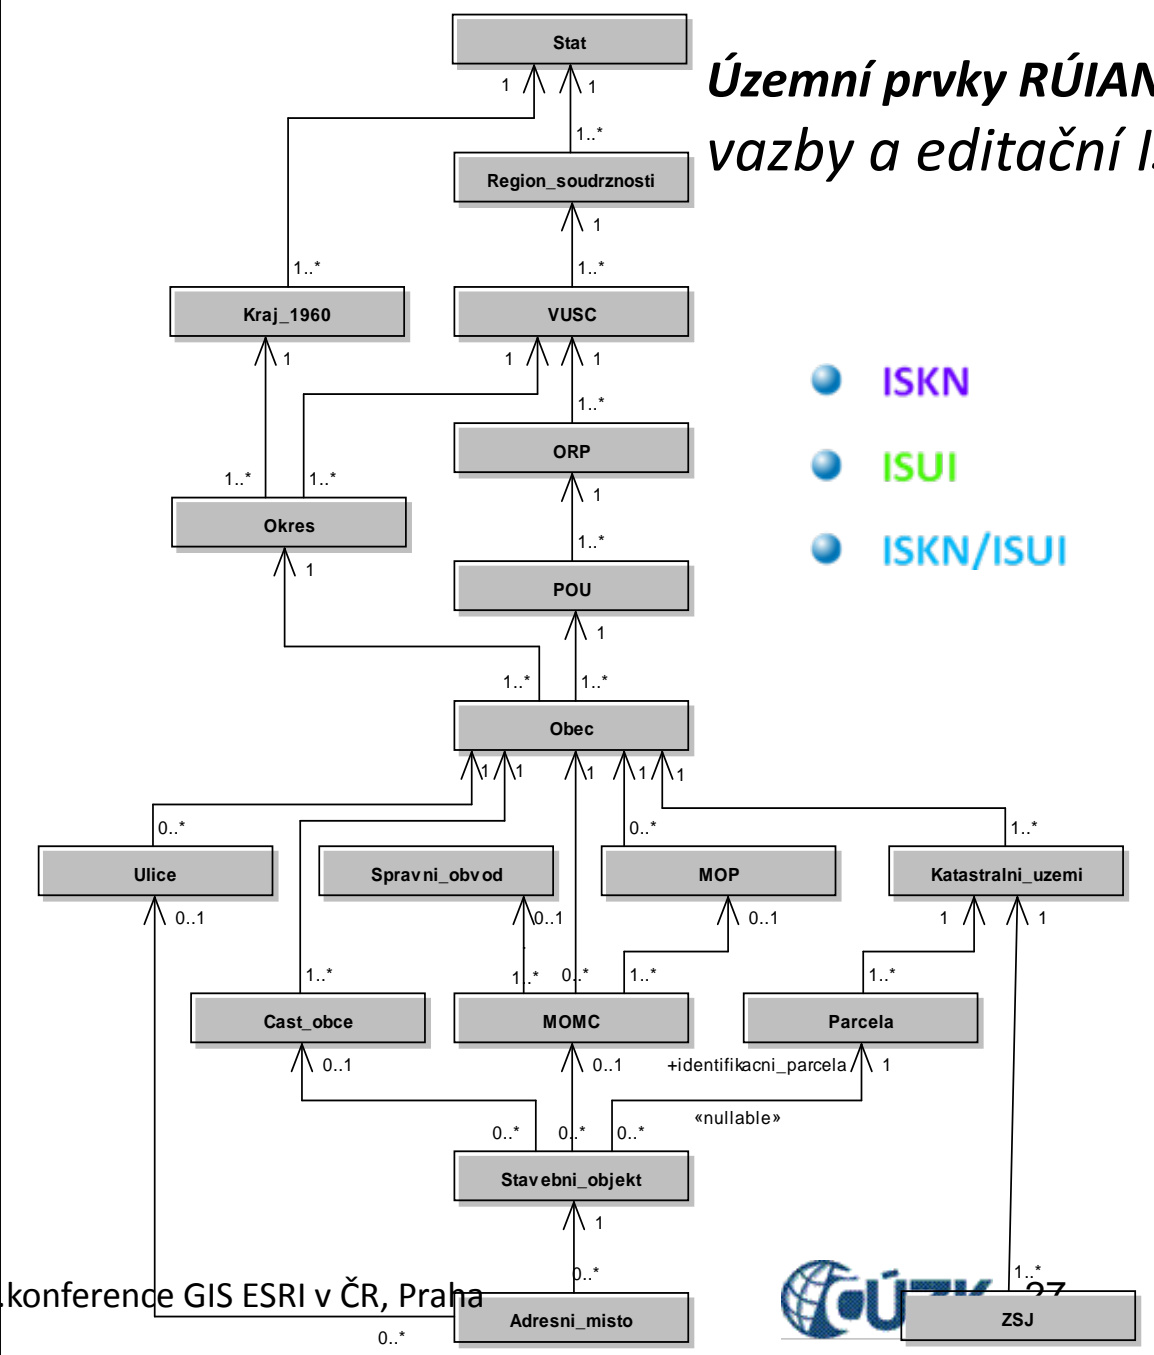 Stat
1 1
Územní prvky RÚIAN
vazby a editační I
1..*
Region_soudrznosti
1
1..* 1..*
Kraj_1960 VUSC
1 1 1
ISKN
1..*
ORP
ISUI
1..* 1..* 1
Okres
1..*
ISKN/ISUI
1 POU
1
1..* 1..*
Obec
1 1 1 1 1
0..* 0..* 1..*
Ulice Spravni_obvod MOP Katastralni_uzemi
0..1 0..1 0..1 1 1
1..* 1..* 0..* 1..* 1..*
Cast_obce MOMC Parcela
0..1 0..1 +identifikacni_parcela 1
«nullable»
0..* 0..* 0..*
Stavebni_objekt
1
0..* 1..*
.konference GIS ESRI v ČR, Praha
ČÚZK 27
Adresni_misto ZSJ
0..*